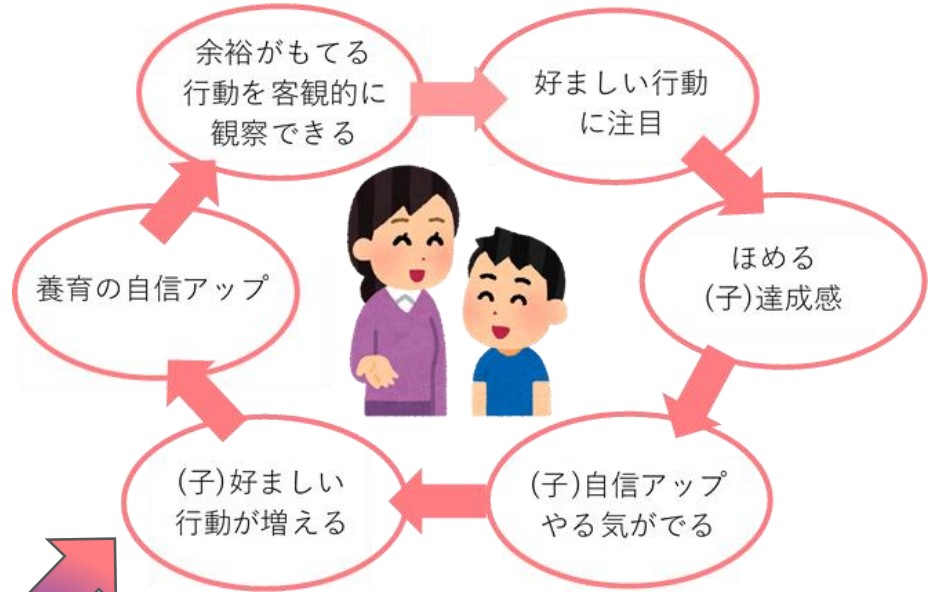 余裕がもてる
行動を客観的に
観察できる
好ましい行動
に注目
ほめる
(子)達成感
(子)自信アップ
やる気がでる
(子)好ましい
行動が増える
養育の自信アップ